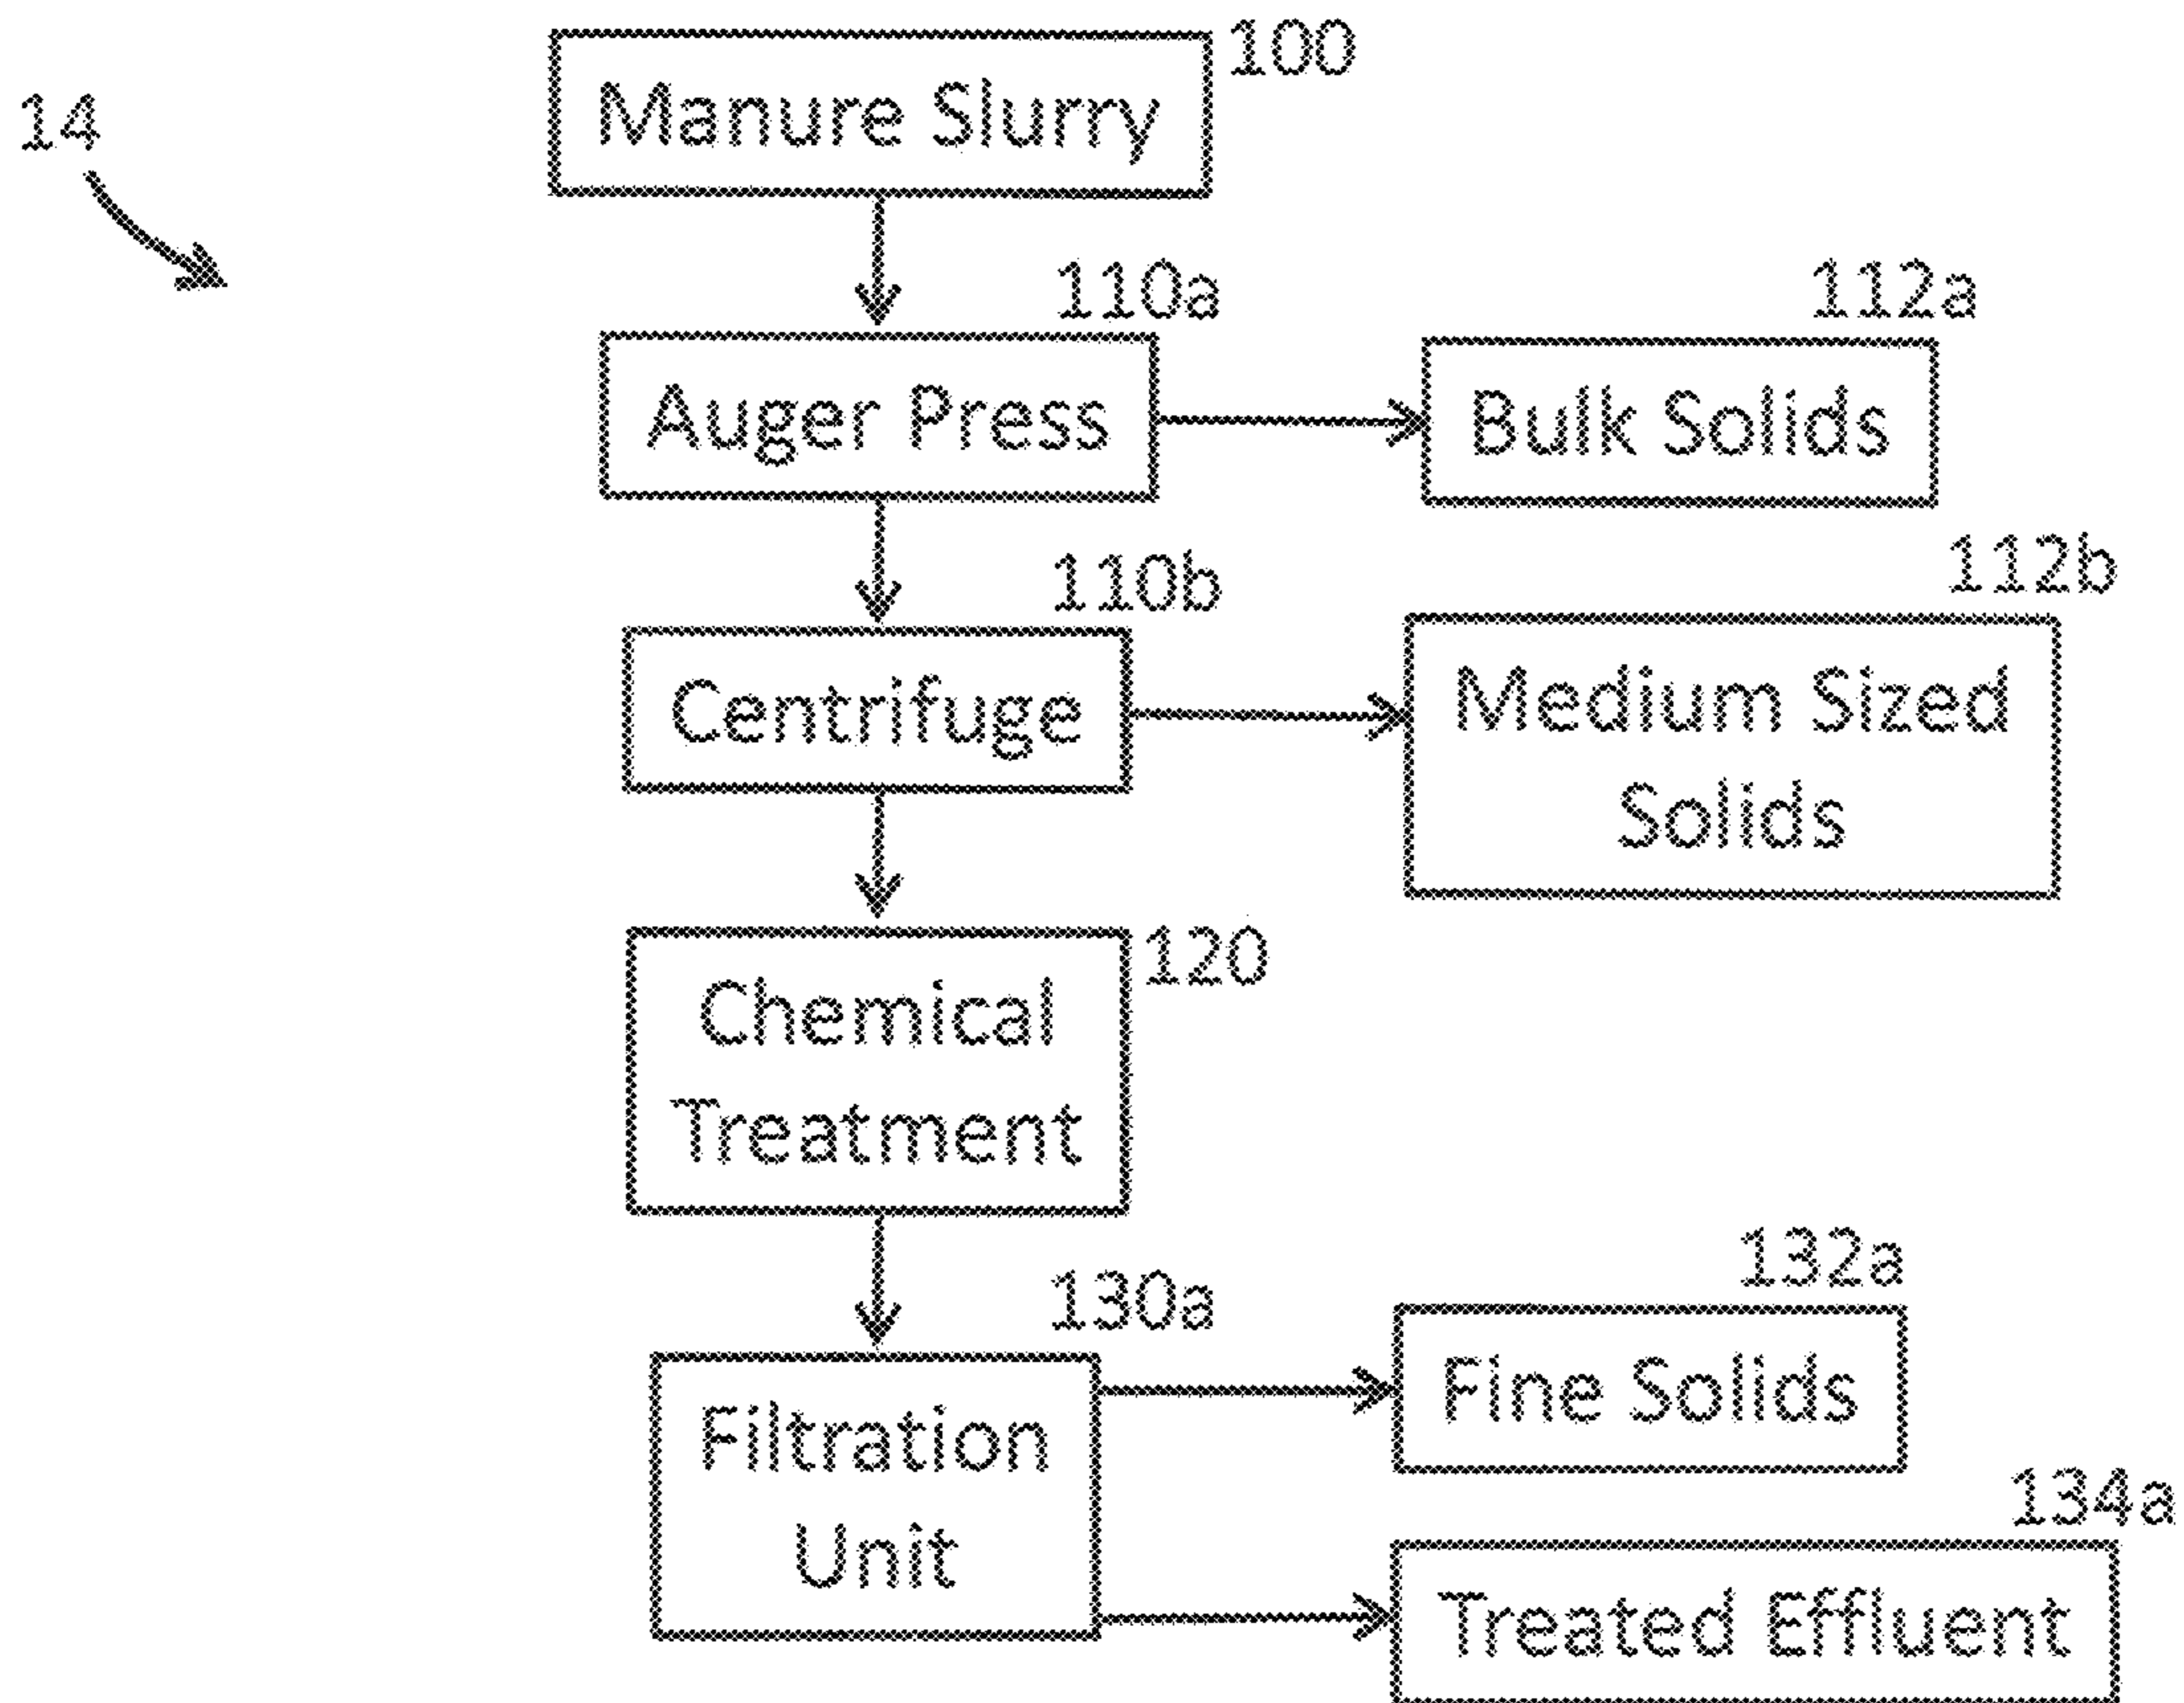 100
Manure Slurry
14
110a
112a
Auger Press
Bulk Solids
110b
112b
Centrifuge
Medium Sized
Solids
120
Chemical
Treatment
130a
132a
Filtration
Unit
Fine Solids
134a
Treated Effluent